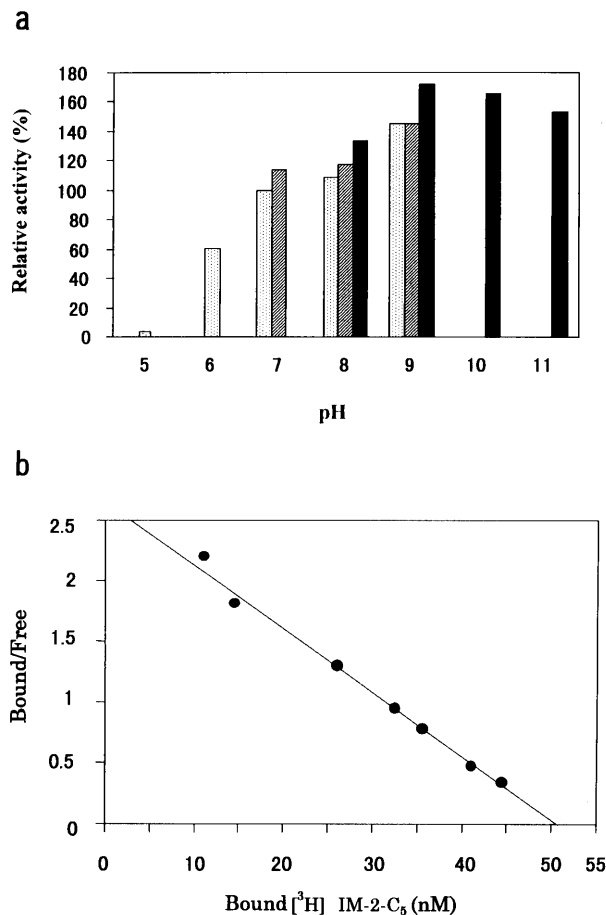 a
Relative activity (%)
180
160
140
120
100
80
60
40
20
0
5 6 7 8 9 10 11
pH
b
Bound/Free
2.5
2
1.5
1
0.5
0
0 10 20 30 40 50 55
Bound [³H] IM-2-C₅ (nM)